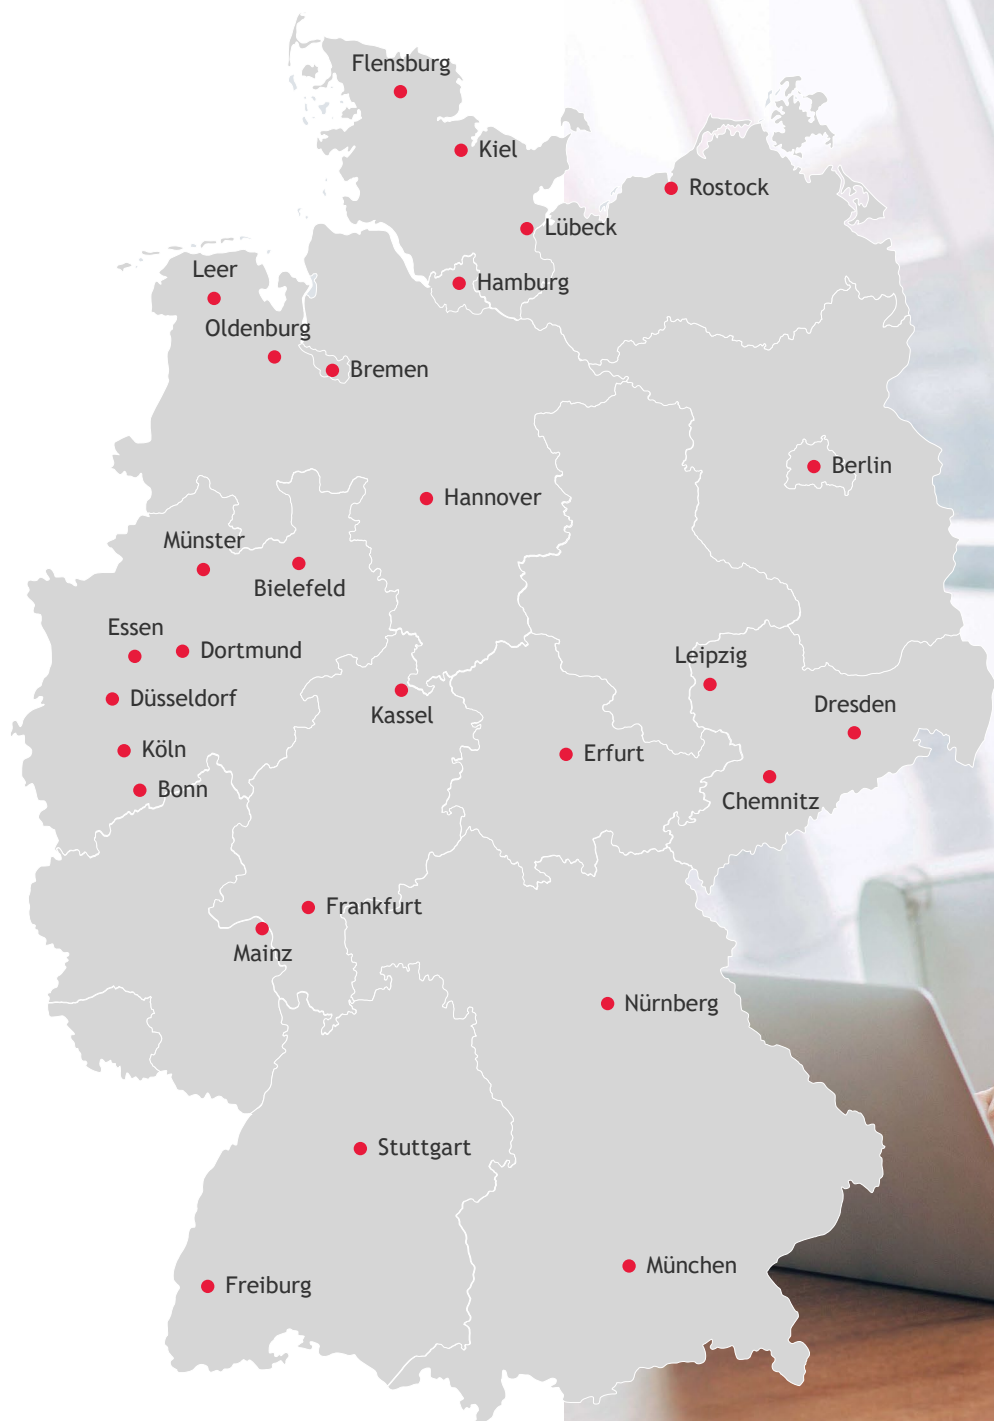 Flensburg
Kiel
Rostock
Lübeck
Leer
Hamburg
Oldenburg
Bremen
Berlin
Hannover
Münster
Bielefeld
Essen
Dortmund
Leipzig
Düsseldorf
Kassel
Dresden
Köln
Erfurt
Bonn
Chemnitz
Frankfurt
Mainz
Nürnberg
Stuttgart
München
Freiburg